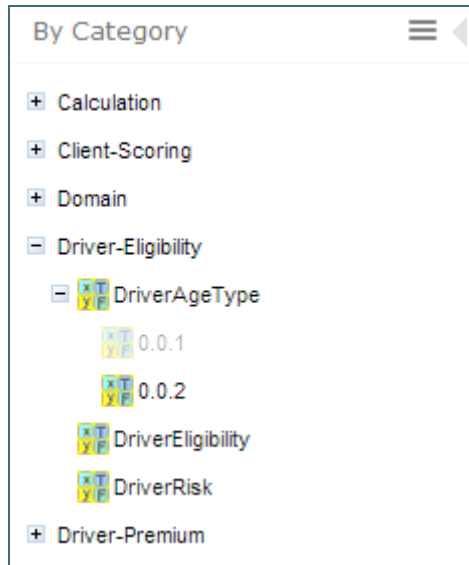 By Category
Calculation
Client-Scoring
Domain
Driver-Eligibility
DriverAgeType
0.0.1
0.0.2
DriverEligibility
DriverRisk
Driver-Premium